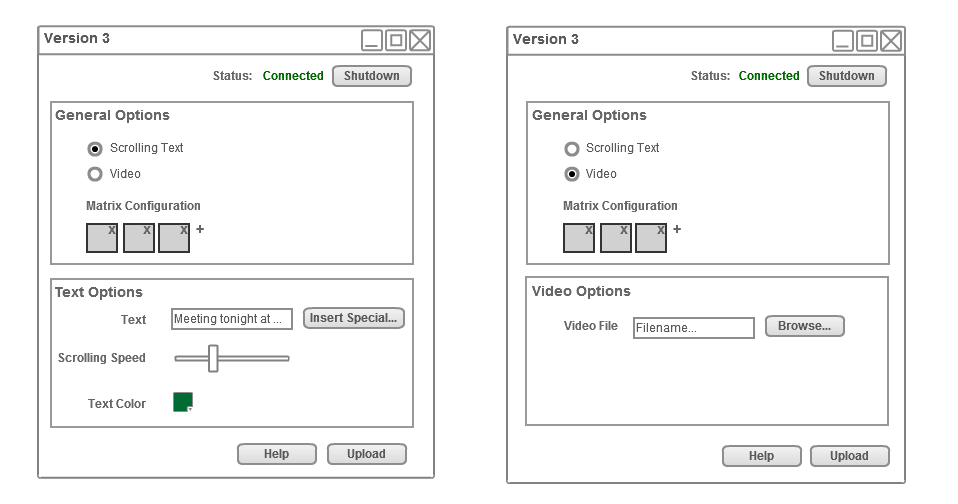 Version 3
Status: Connected Shutdown
General Options
Scrolling Text
Video
Matrix Configuration
X X X +
Text Options
Text Meeting tonight at ... Insert Special...
Scrolling Speed
Text Color
Help Upload
Version 3
Status: Connected Shutdown
General Options
Scrolling Text
Video
Matrix Configuration
X X X +
Video Options
Video File Filename... Browse...
Help Upload